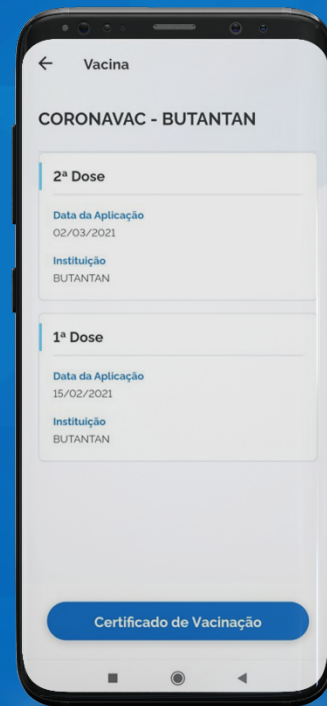 Vacina
CORONAVAC - BUTANTAN
2ª Dose
Data da Aplicação
02/03/2021
Instituição
BUTANTAN
1ª Dose
Data da Aplicação
15/02/2021
Instituição
BUTANTAN
Certificado de Vacinação